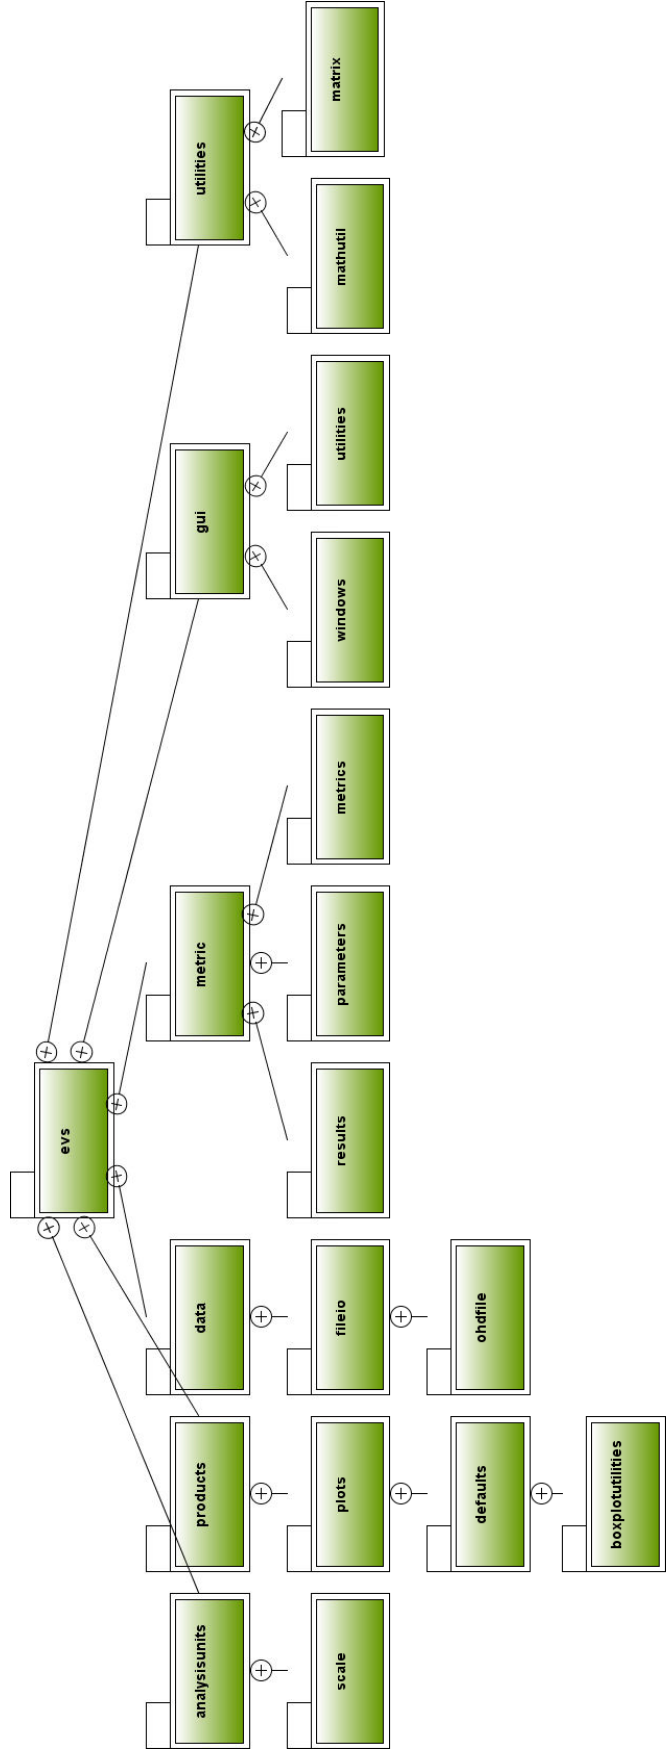 evs
analysisunits
products
data
metric
gui
utilities
scale
plots
fileio
results
parameters
metrics
windows
utilities
mathutil
matrix
defaults
ohdfile
boxplotutilities